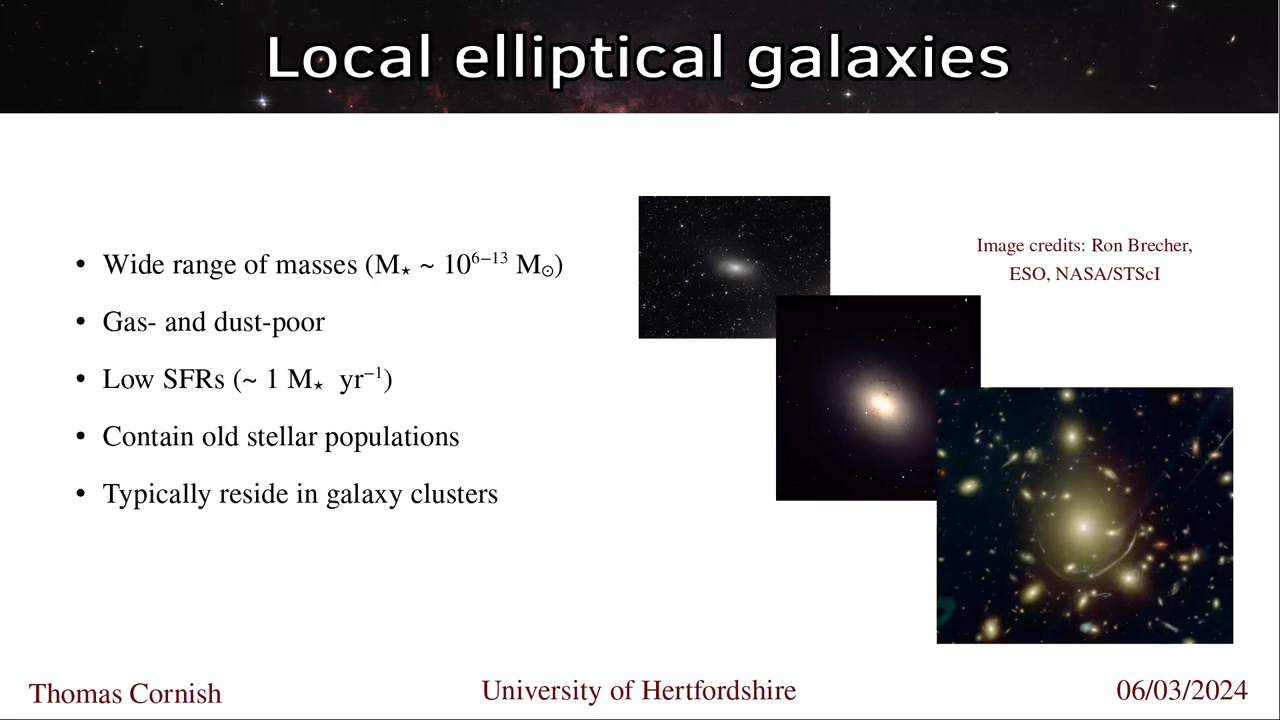 Local elliptical galaxies
• Wide range of masses (M⋆ ~ 10⁶⁻¹³ M⊙)
• Gas- and dust-poor
• Low SFRs (~ 1 M⋆ yr⁻¹)
• Contain old stellar populations
• Typically reside in galaxy clusters
Image credits: Ron Brecher,
ESO, NASA/STScI
Thomas Cornish
University of Hertfordshire
06/03/2024